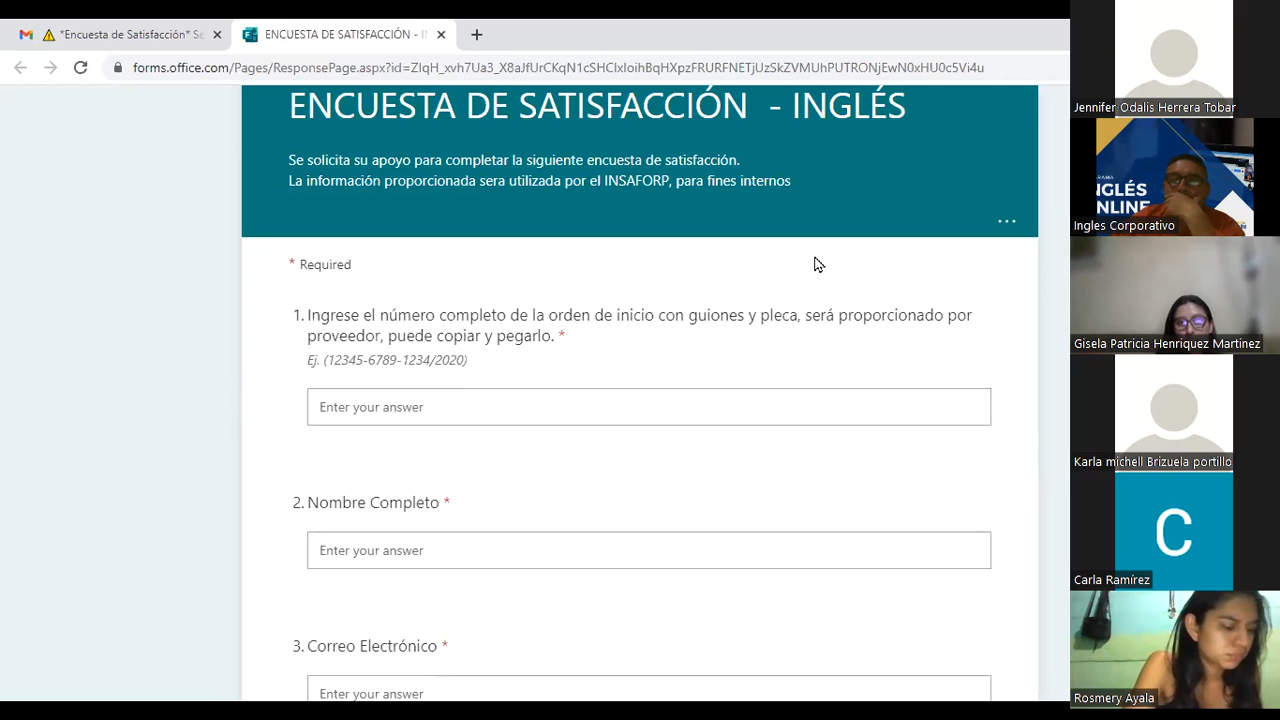 *Encuesta de Satisfacción* Se
ENCUESTA DE SATISFACCIÓN - I
forms.office.com/Pages/ResponsePage.aspx?id=ZIqH_xvh7Ua3_X8aJfUrCKqN1cSHClxIoihBqHXpzFRURFNETjUzSkZVMUhPUTRONjEwN0xHU0c5Vi4u
ENCUESTA DE SATISFACCIÓN - INGLÉS
Se solicita su apoyo para completar la siguiente encuesta de satisfacción.
La información proporcionada sera utilizada por el INSAFORP, para fines internos
...
* Required
1. Ingrese el número completo de la orden de inicio con guiones y pleca, será proporcionado por
proveedor, puede copiar y pegarlo. *
Ej. (12345-6789-1234/2020)
Enter your answer
2. Nombre Completo *
Enter your answer
3. Correo Electrónico *
Enter your answer
Jennifer Odalis Herrera Tobar
NGLÉS
NLINE
Ingles Corporativo
Gisela Patricia Henriquez Martinez
Karla michell Brizuela portillo
C
Carla Ramírez
Rosmery Ayala